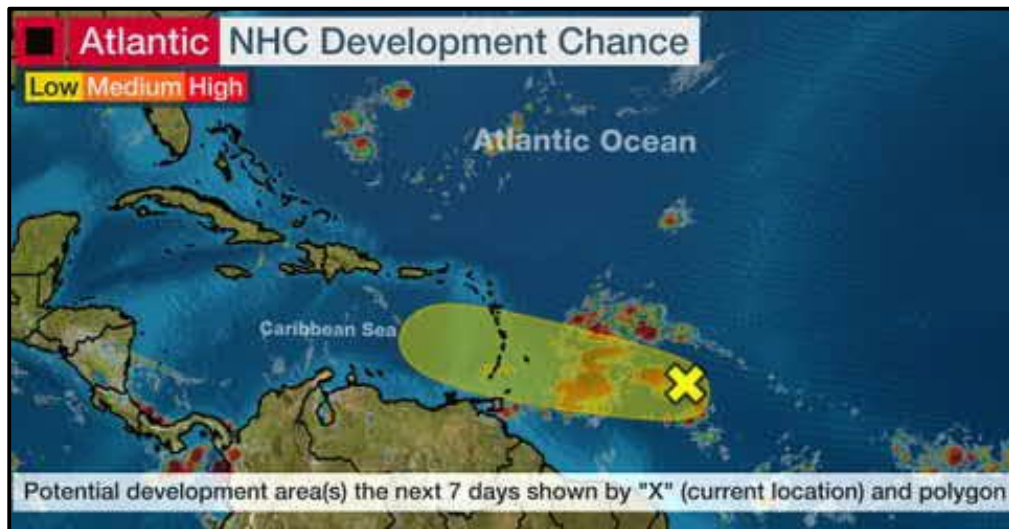 Atlantic NHC Development Chance
Low Medium High
Atlantic Ocean
Caribbean Sea
Potential development area(s) the next 7 days shown by "X" (current location) and polygon